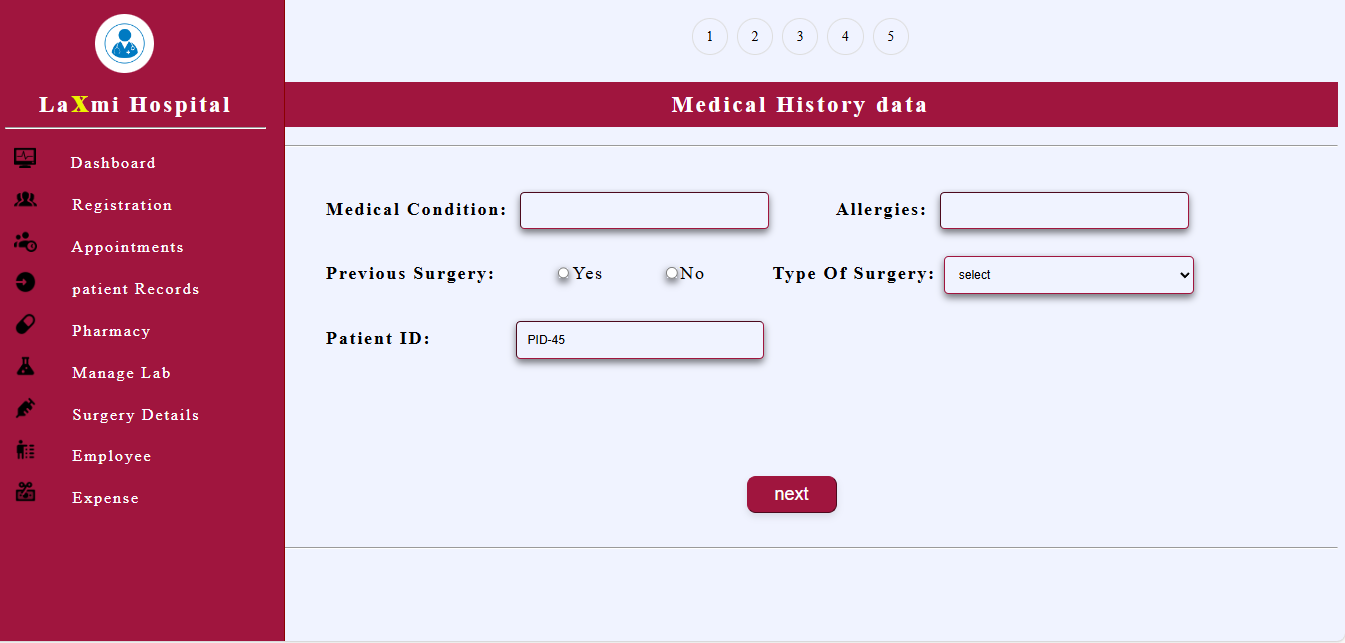 1 2 3 4 5
LaXmi Hospital
Medical History data
Dashboard
Registration
Appointments
patient Records
Pharmacy
Manage Lab
Surgery Details
Employee
Expense
Medical Condition: Allergies:
Previous Surgery: Yes No Type Of Surgery: select
Patient ID: PID-45
next